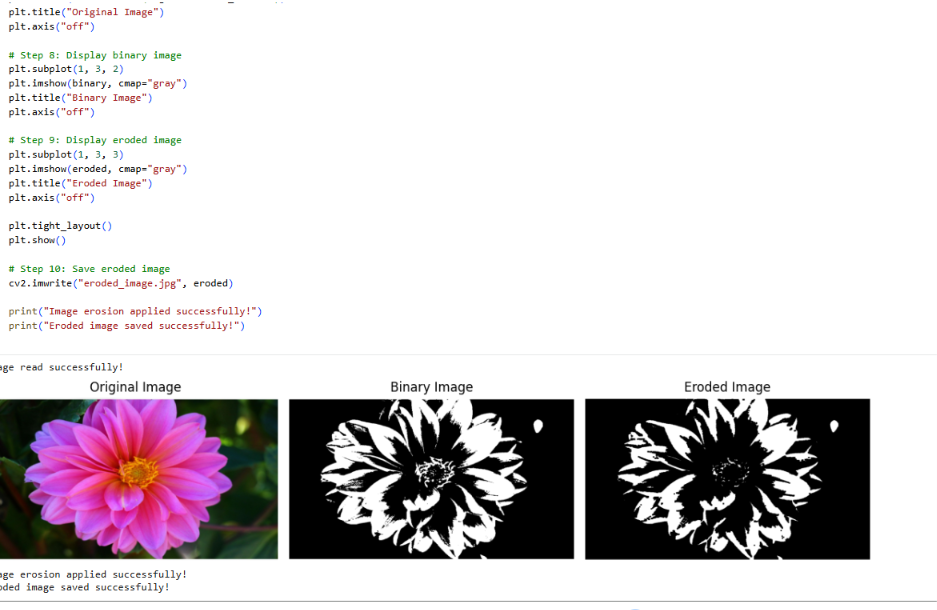 plt.title("Original Image")
plt.axis("off")
# Step 8: Display binary image
plt.subplot(1, 3, 2)
plt.imshow(binary, cmap="gray")
plt.title("Binary Image")
plt.axis("off")
# Step 9: Display eroded image
plt.subplot(1, 3, 3)
plt.imshow(eroded, cmap="gray")
plt.title("Eroded Image")
plt.axis("off")
plt.tight_layout()
plt.show()
# Step 10: Save eroded image
cv2.imwrite("eroded_image.jpg", eroded)
print("Image erosion applied successfully!")
print("Eroded image saved successfully!")
age read successfully!
Original Image Binary Image Eroded Image
age erosion applied successfully!
oded image saved successfully!